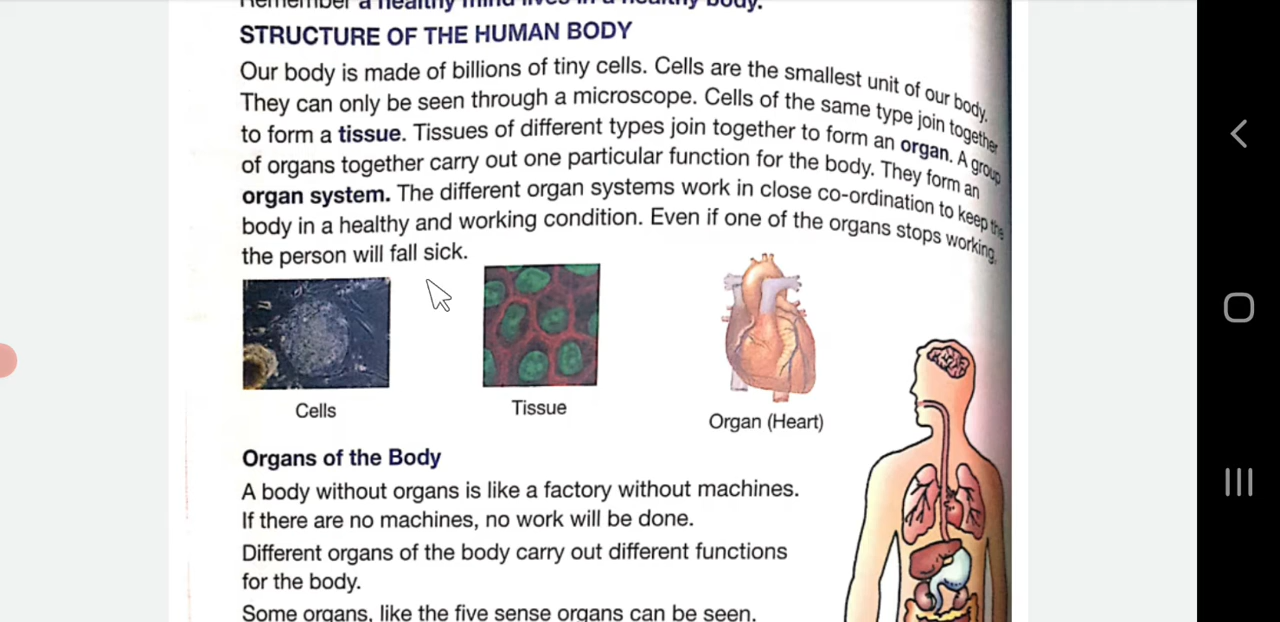 Remember a healthy mind lives in a healthy body.
STRUCTURE OF THE HUMAN BODY
Our body is made of billions of tiny cells. Cells are the smallest unit of our body.
They can only be seen through a microscope. Cells of the same type join together
to form a tissue. Tissues of different types join together to form an organ. A group
of organs together carry out one particular function for the body. They form an
organ system. The different organ systems work in close co-ordination to keep the
body in a healthy and working condition. Even if one of the organs stops working,
the person will fall sick.
Cells
Tissue
Organ (Heart)
Organs of the Body
A body without organs is like a factory without machines.
If there are no machines, no work will be done.
Different organs of the body carry out different functions
for the body.
Some organs, like the five sense organs can be seen.